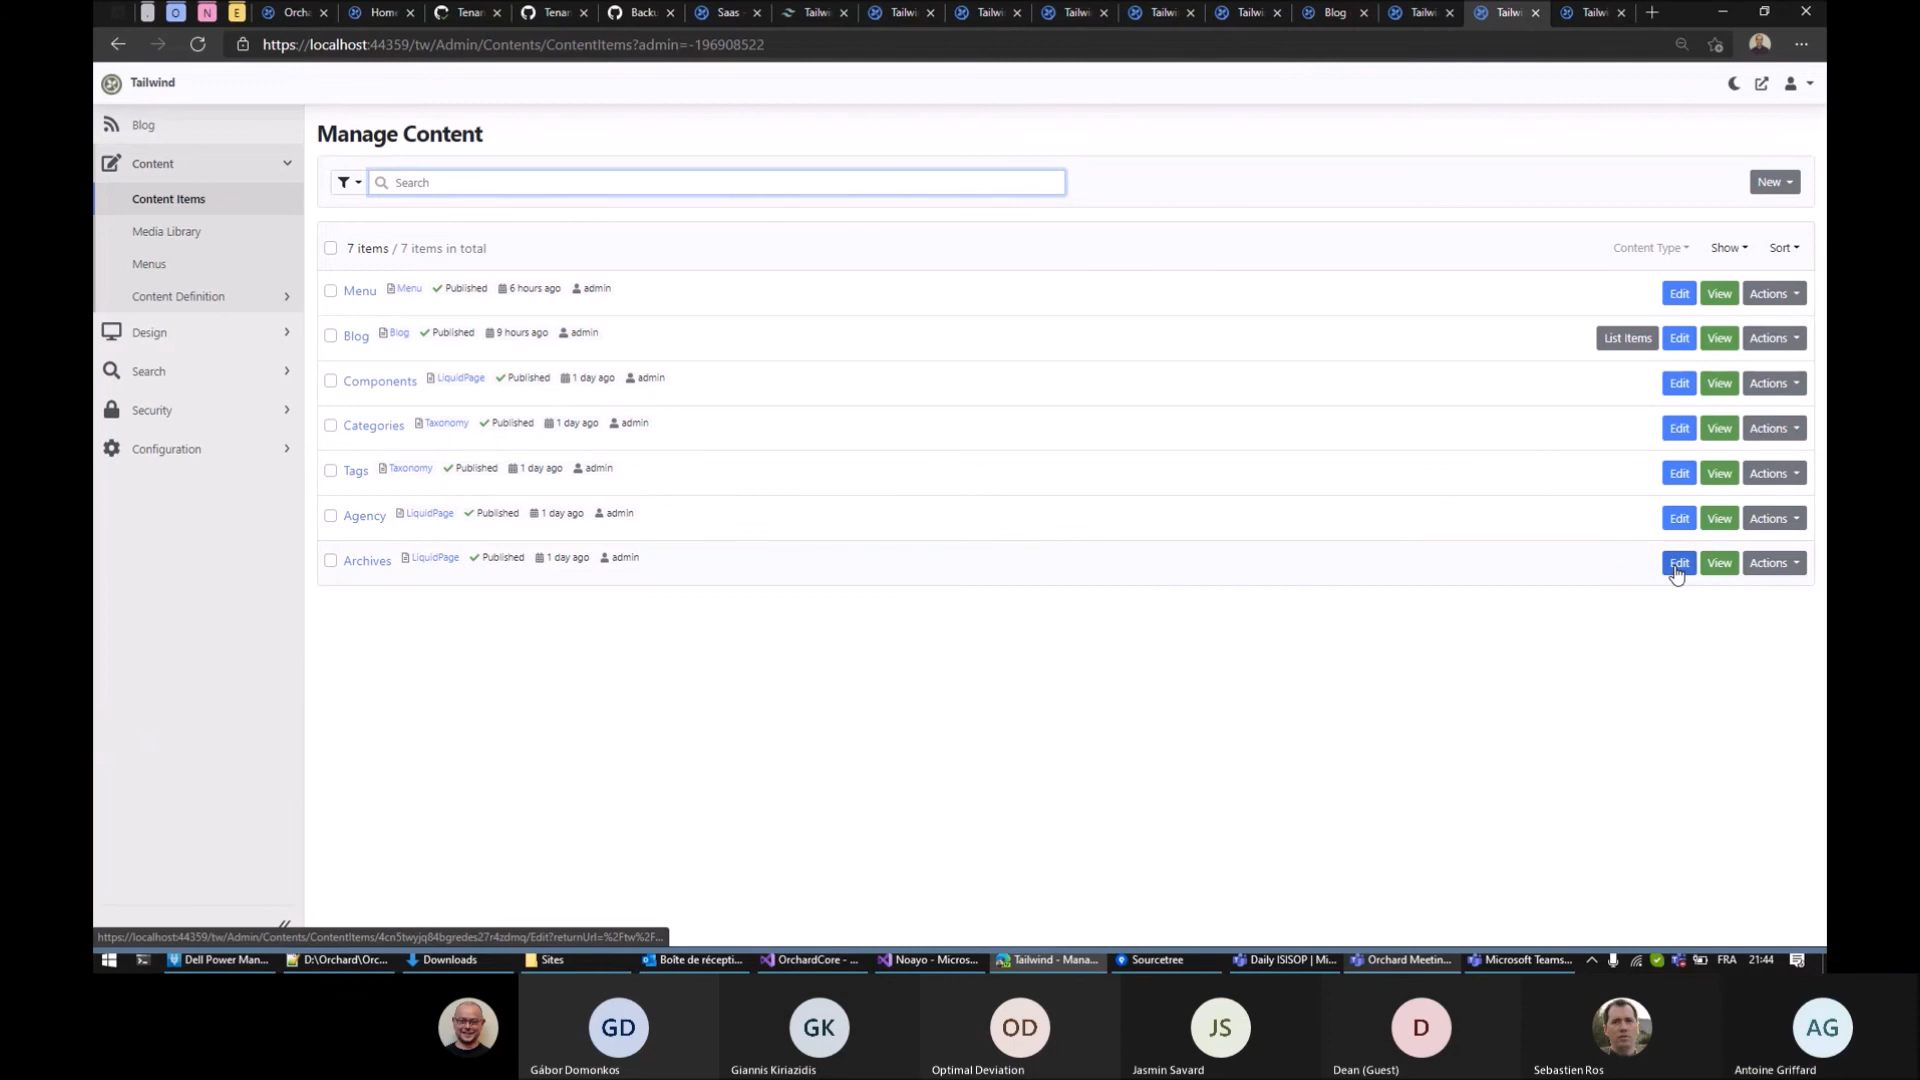 . O N E Orch Home Tenan Tenan Backu Saas Tailwi Tailwi Tailwi Tailwi Tailwi Tailwi Blog Tailwi Tailwi Tailwi
https://localhost:44359/tw/Admin/Contents/ContentItems?admin=-196908522
Tailwind
Blog
Content
Content Items
Media Library
Menus
Content Definition
Design
Search
Security
Configuration
Manage Content
Search
New
7 items / 7 items in total
Content Type Show Sort
Menu Menu Published 6 hours ago admin Edit View Actions
Blog Blog Published 9 hours ago admin List Items Edit View Actions
Components LiquidPage Published 1 day ago admin Edit View Actions
Categories Taxonomy Published 1 day ago admin Edit View Actions
Tags Taxonomy Published 1 day ago admin Edit View Actions
Agency LiquidPage Published 1 day ago admin Edit View Actions
Archives LiquidPage Published 1 day ago admin Edit View Actions
https://localhost:44359/tw/Admin/Contents/ContentItems/4cn5twyjq84bgredes27r4zdmq/Edit?returnUrl=%2Ftw%2F...
Dell Power Man... D:\Orchard\Orc... Downloads Sites Boîte de récepti... OrchardCore - ... Noayo - Micros... Tailwind - Mana... Sourcetree Daily ISISOP | Mi... Orchard Meetin... Microsoft Teams... FRA 21:44
GD GK OD JS D AG
Gábor Domonkos Giannis Kiriazidis Optimal Deviation Jasmin Savard Dean (Guest) Sebastien Ros Antoine Griffard